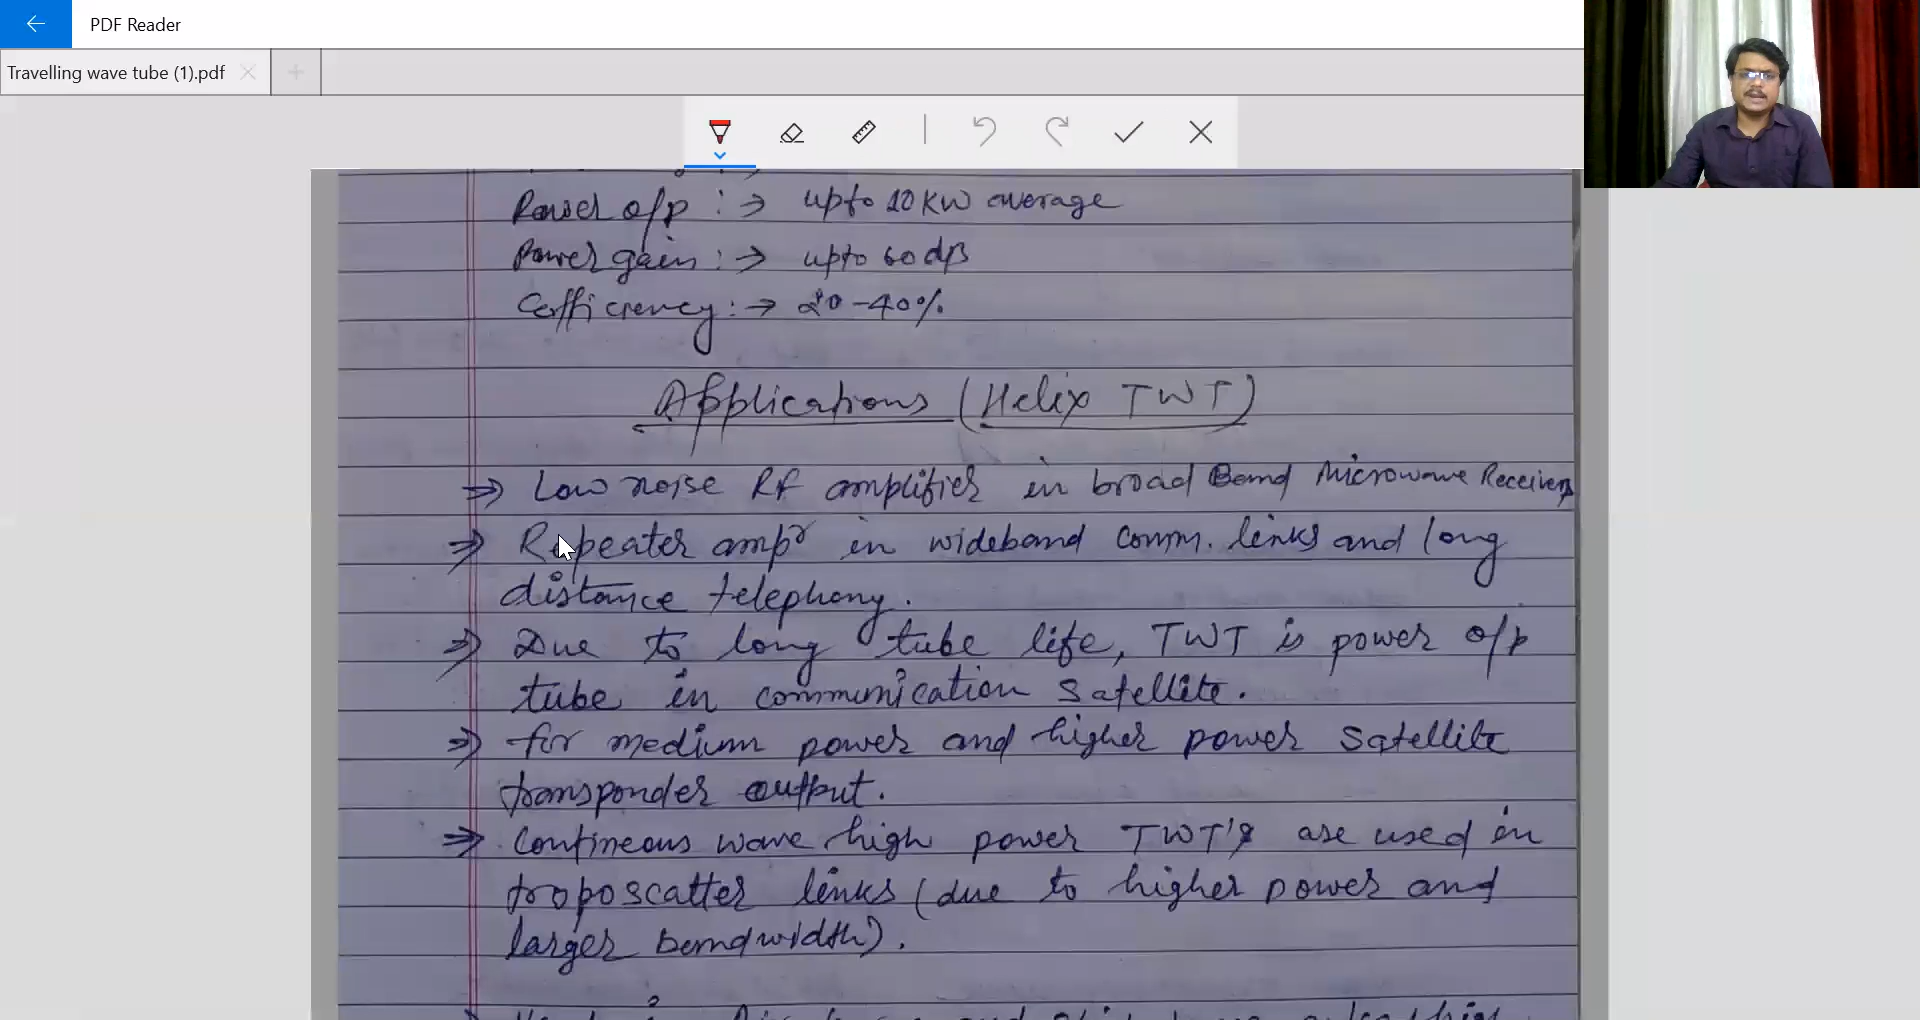 PDF Reader
Travelling wave tube (1).pdf
Power o/p : → upto 10 KW average
Power gain : → upto 60 dB
Cefficiency : → 20-40%
Applications (Helix TWT)
⇒ Low noise RF amplifier in broad Band Microwave Receivers
⇒ Repeater ampr in wideband Comm. links and long
distance telephony.
⇒ Due to long tube life, TWT is power o/p
tube in communication satellite.
⇒ for medium power and higher power satellite
transponder output.
⇒ Contineous wave high power TWT's are used in
troposcatter links (due to higher power and
larger bandwidth).